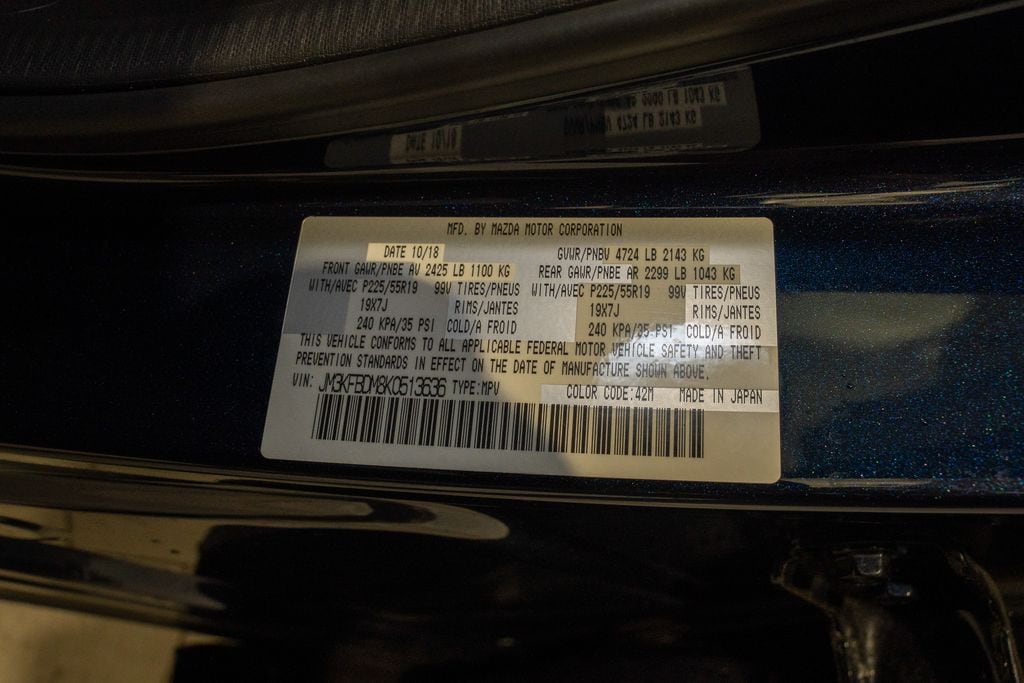 MFD. BY MAZDA MOTOR CORPORATION
DATE 10/18 GVWR/PNBV 4724 LB 2143 KG
FRONT GAWR/PNBE AV 2425 LB 1100 KG REAR GAWR/PNBE AR 2299 LB 1043 KG
WITH/AVEC P225/55R19 99V TIRES/PNEUS WITH/AVEC P225/55R19 99V TIRES/PNEUS
19X7J RIMS/JANTES 19X7J RIMS/JANTES
240 KPA/35 PSI COLD/A FROID 240 KPA/35 PSI COLD/A FROID
THIS VEHICLE CONFORMS TO ALL APPLICABLE FEDERAL MOTOR VEHICLE SAFETY AND THEFT
PREVENTION STANDARDS IN EFFECT ON THE DATE OF MANUFACTURE SHOWN ABOVE.
VIN: JM3KFBDM8K0513636 TYPE:MPV COLOR CODE:42M MADE IN JAPAN